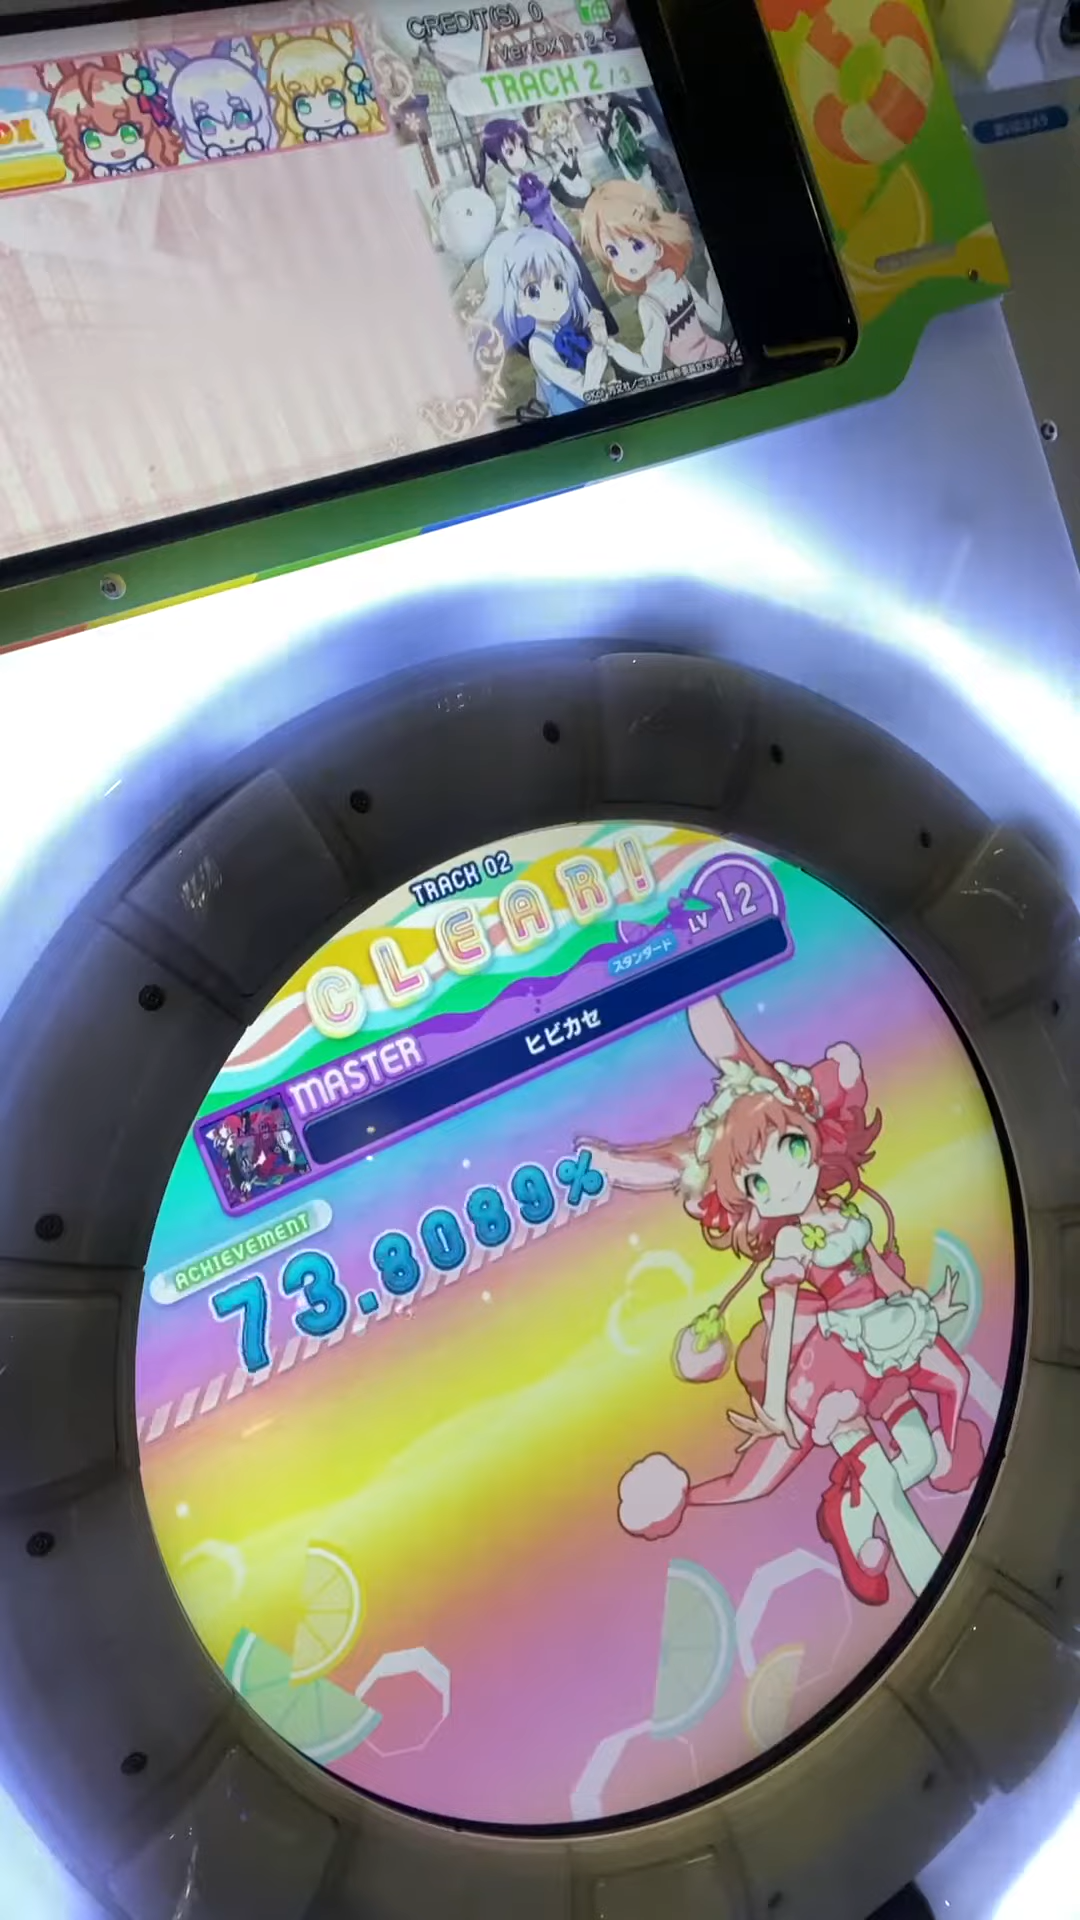 CREDIT(S) 0
DX
TRACK 2 / 3
TRACK 02
CLEAR!
LV 12
スタンダード
MASTER
ヒビカセ
ACHIEVEMENT
73.8089%